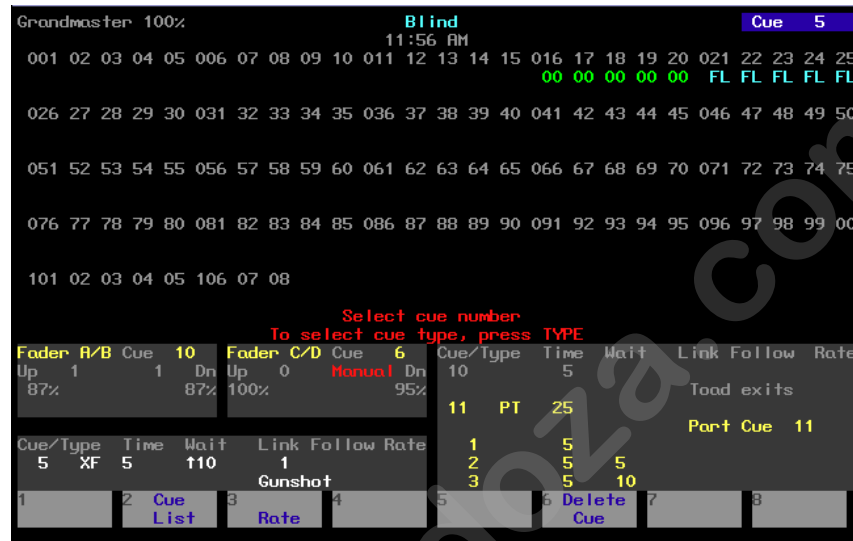 Grandmaster 100% Blind Cue 5
11:56 AM
001 02 03 04 05 006 07 08 09 10 011 12 13 14 15 016 17 18 19 20 021 22 23 24 25
00 00 00 00 00 FL FL FL FL FL
026 27 28 29 30 031 32 33 34 35 036 37 38 39 40 041 42 43 44 45 046 47 48 49 50
051 52 53 54 55 056 57 58 59 60 061 62 63 64 65 066 67 68 69 70 071 72 73 74 75
076 77 78 79 80 081 82 83 84 85 086 87 88 89 90 091 92 93 94 95 096 97 98 99 00
101 02 03 04 05 106 07 08
Select cue number
To select cue type, press TYPE
Fader A/B Cue 10
Up 1 1 Dn
87% 87%
Fader C/D Cue 6
Up 0 Manual Dn
100% 95%
Cue/Type Time Wait Link Follow Rate
5 XF 5 ↑10 1
Gunshot
Cue/Type Time Wait Link Follow Rate
10 5
Toad exits
11 PT 25
Part Cue 11
1 5
2 5 5
3 5 10
1
2 Cue List
3 Rate
4
5
6 Delete Cue
7
8